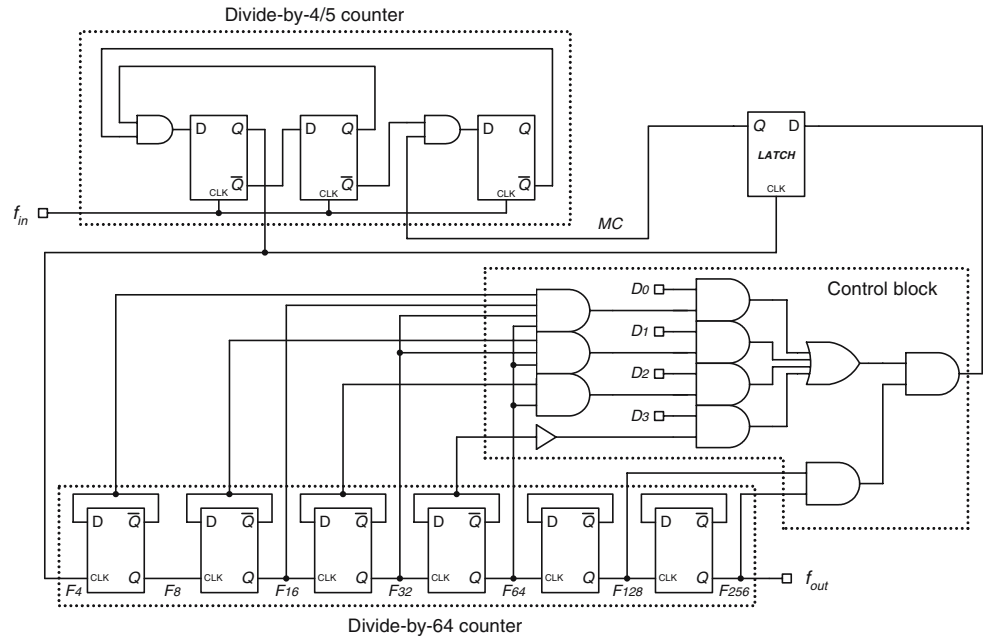 Divide-by-4/5 counter
D Q D Q D Q
Q̅ Q̅ Q̅
CLK CLK CLK
f_in
Q D
LATCH
CLK
MC
Control block
D0
D1
D2
D3
D Q̅ D Q̅ D Q̅ D Q̅ D Q̅ D Q̅
CLK Q CLK Q CLK Q CLK Q CLK Q CLK Q
F4 F8 F16 F32 F64 F128 F256
f_out
Divide-by-64 counter